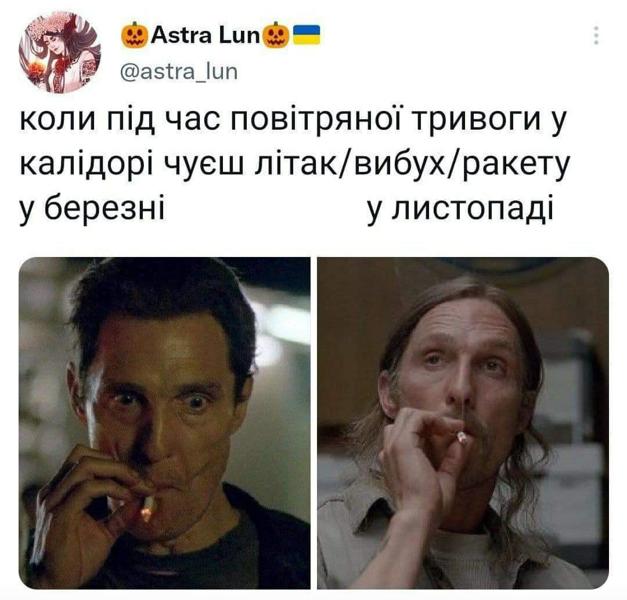 🎃Astra Lun🎃🇺🇦
@astra_lun
коли під час повітряної тривоги у
калідорі чуєш літак/вибух/ракету
у березні у листопаді